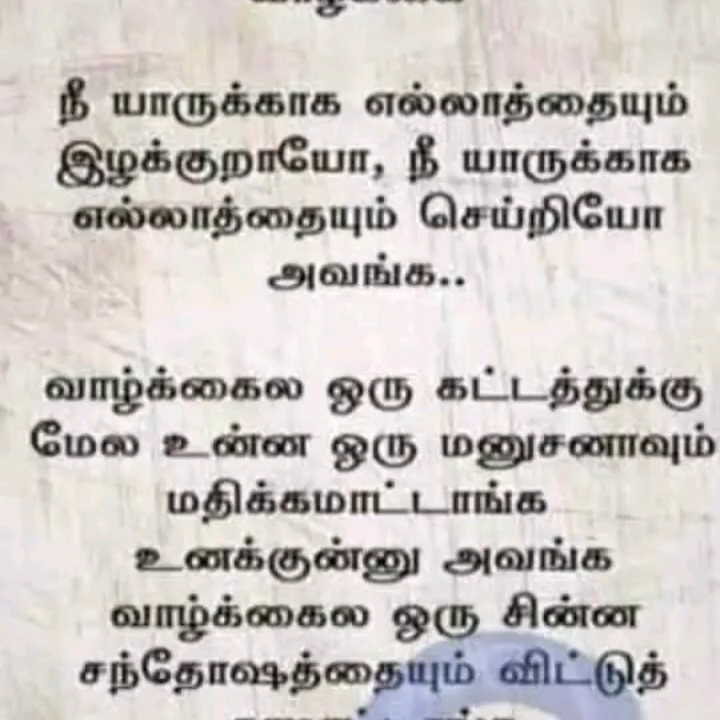 நீ யாருக்காக எல்லாத்தையும்
இழக்குறாயோ, நீ யாருக்காக
எல்லாத்தையும் செய்றியோ
அவங்க..
வாழ்க்கைல ஒரு கட்டத்துக்கு
மேல உன்ன ஒரு மனுசனாவும்
மதிக்கமாட்டாங்க
உனக்குன்னு அவங்க
வாழ்க்கைல ஒரு சின்ன
சந்தோஷத்தையும் விட்டுத்